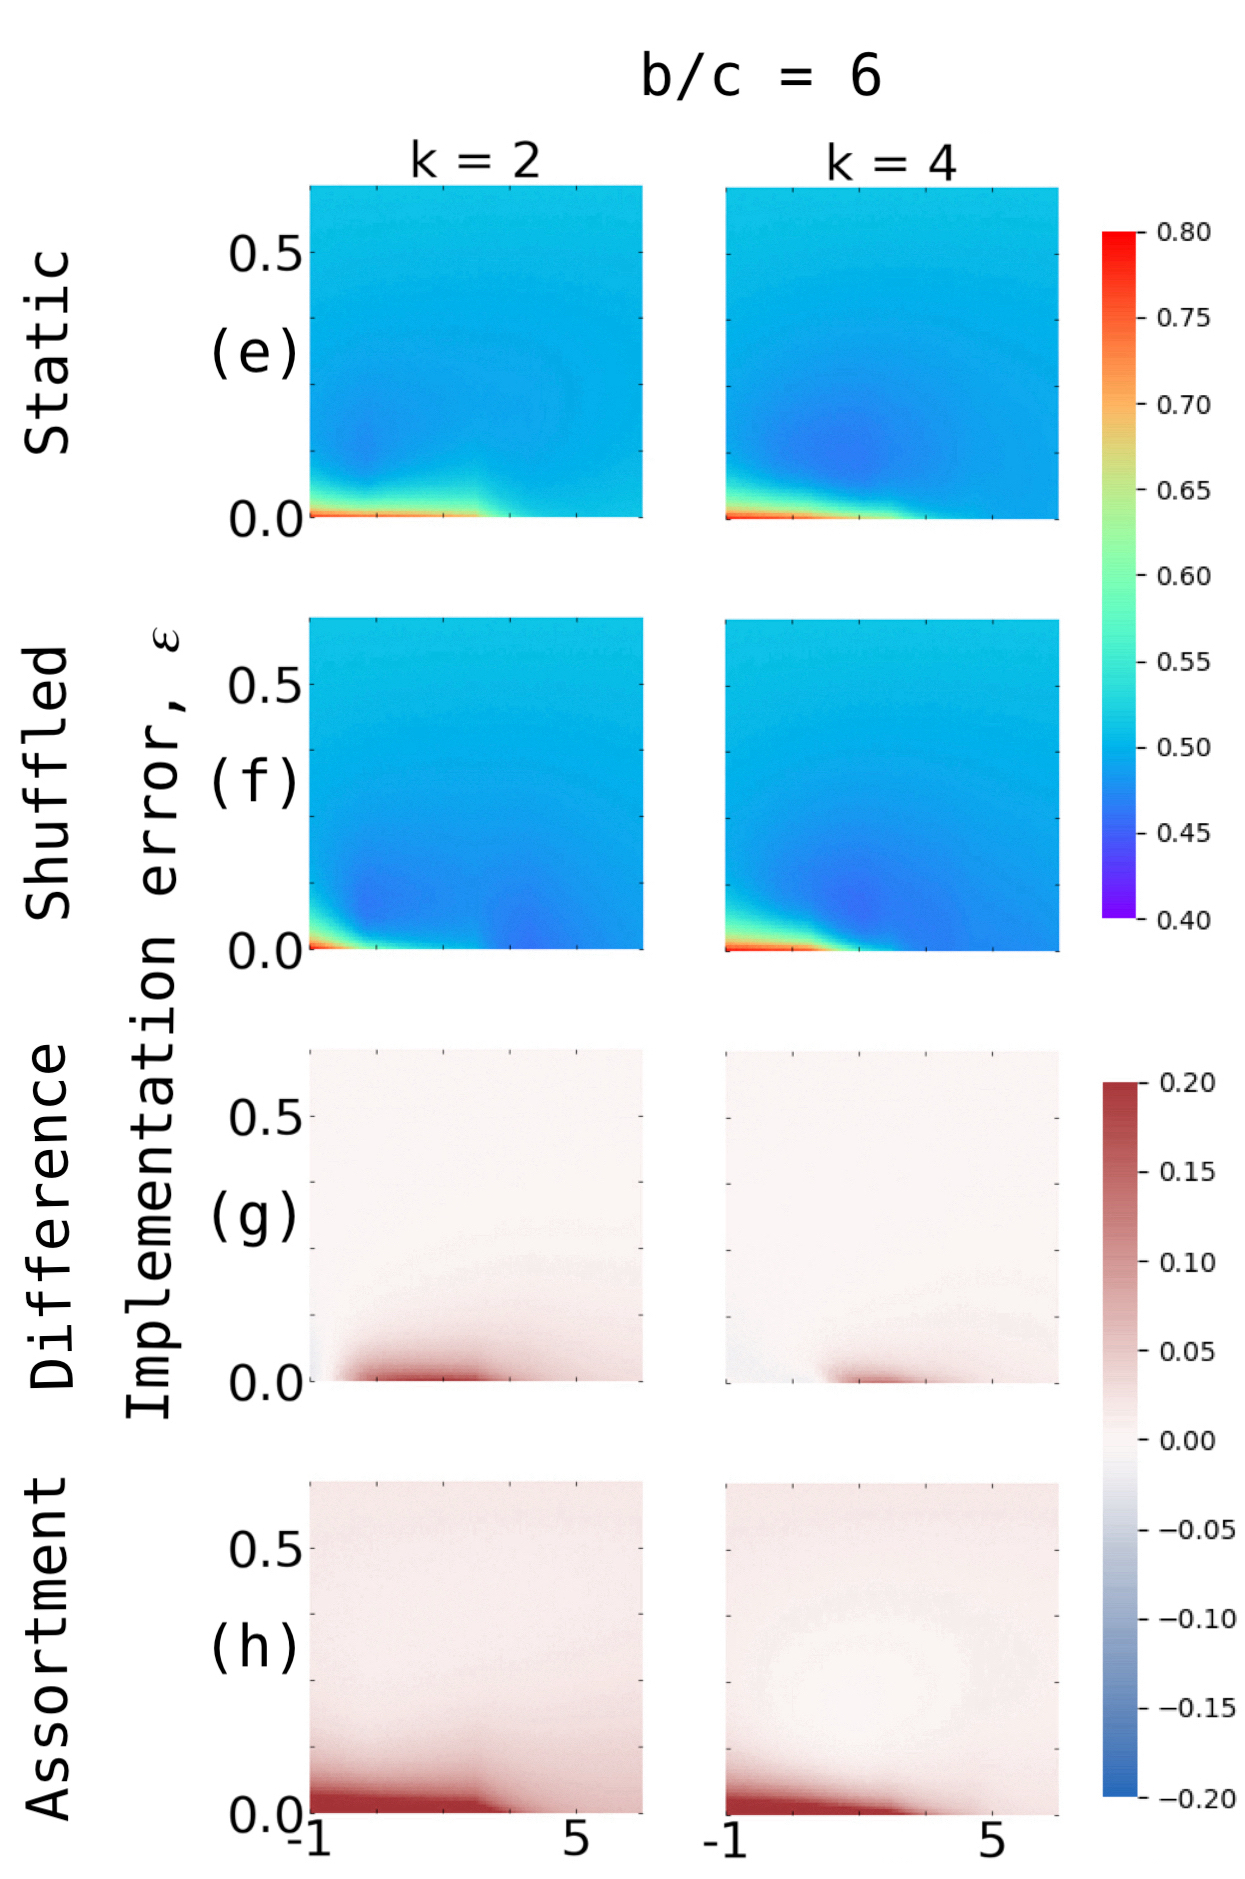 b/c = 6
k = 2
k = 4
Static
0.5
(e)
0.0
0.80
0.75
0.70
0.65
0.60
0.55
0.50
0.45
0.40
Shuffled
Implementation error, ε
0.5
(f)
0.0
Difference
0.5
(g)
0.0
0.20
0.15
0.10
0.05
0.00
−0.05
−0.10
−0.15
−0.20
Assortment
0.5
(h)
0.0
-1
5
-1
5